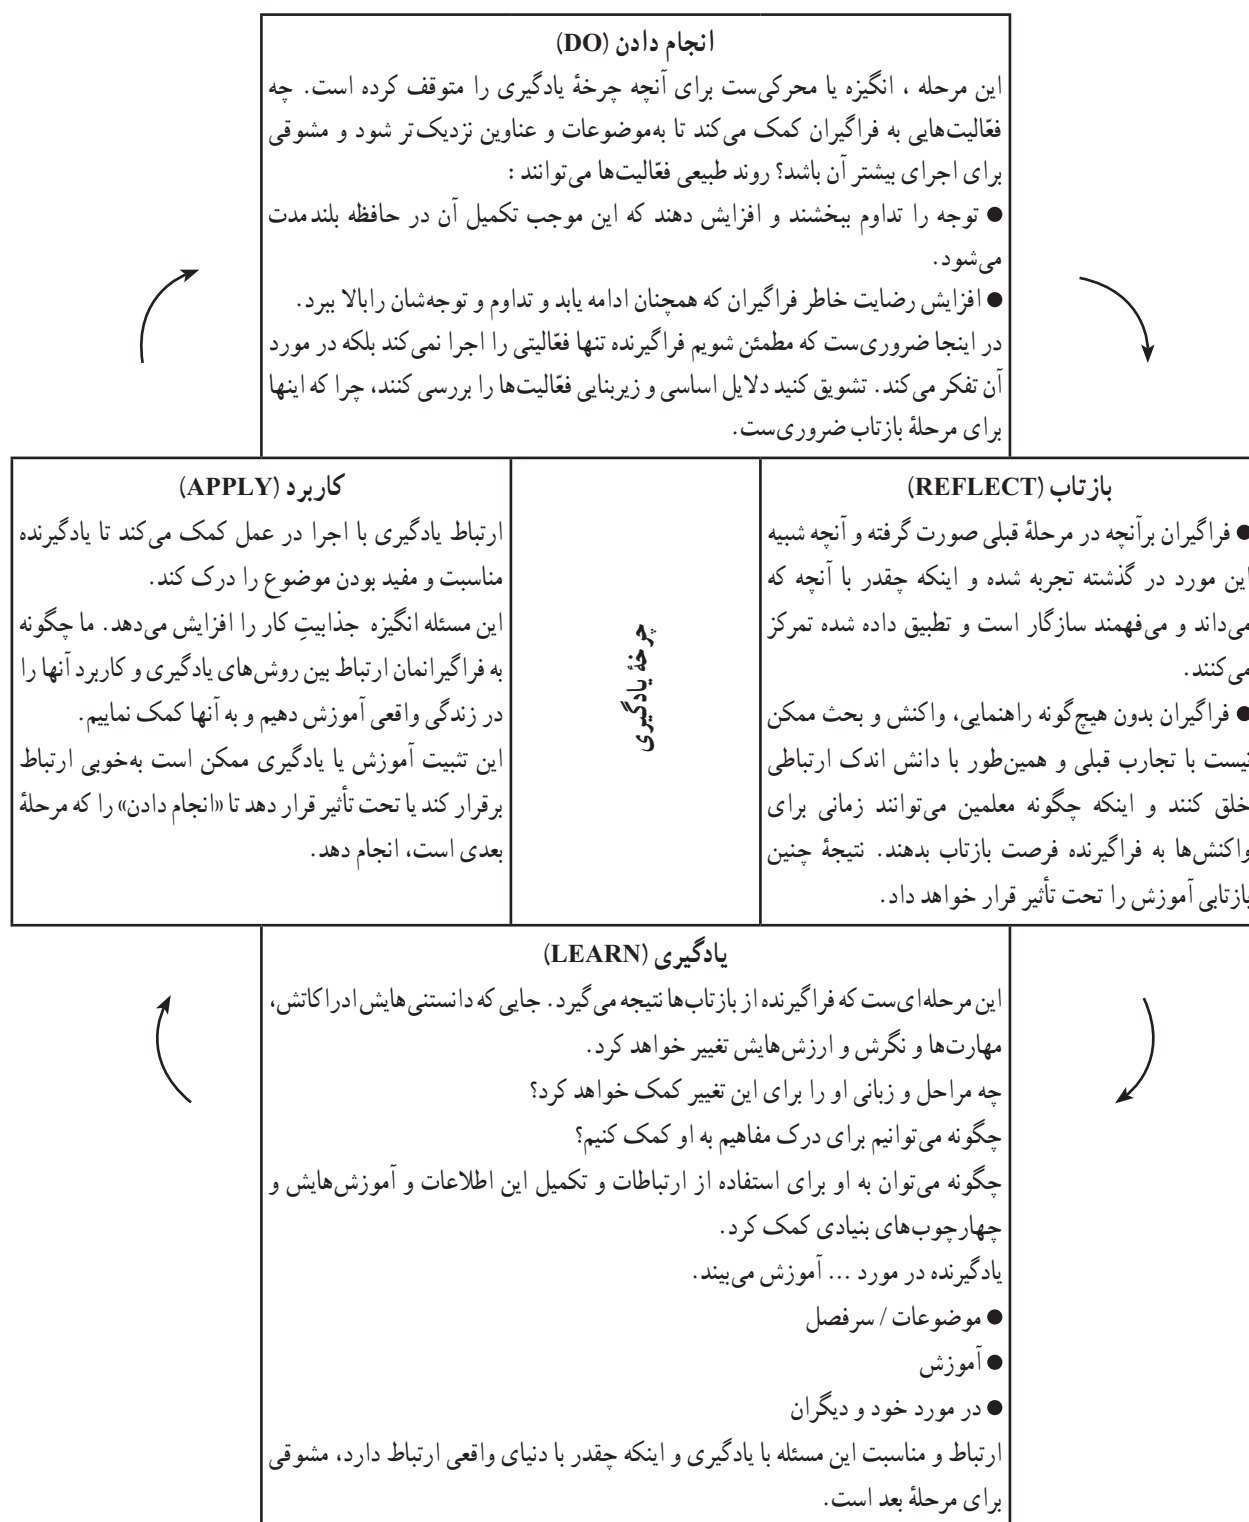 انجام دادن (DO)
این مرحله ، انگیزه یا محرکی‌ست برای آنچه چرخهٔ یادگیری را متوقف کرده است. چه
فعّالیت‌هایی به فراگیران کمک می‌کند تا به‌موضوعات و عناوین نزدیک‌تر شود و مشوقی
برای اجرای بیشتر آن باشد؟ روند طبیعی فعّالیت‌ها می‌توانند :
● توجه را تداوم ببخشند و افزایش دهند که این موجب تکمیل آن در حافظه بلندمدت
می‌شود.
● افزایش رضایت خاطر فراگیران که همچنان ادامه یابد و تداوم و توجه‌شان رابالا ببرد.
در اینجا ضروری‌ست که مطمئن شویم فراگیرنده تنها فعّالیتی را اجرا نمی‌کند بلکه در مورد
آن تفکر می‌کند. تشویق کنید دلایل اساسی و زیربنایی فعّالیت‌ها را بررسی کنند، چرا که اینها
برای مرحلهٔ بازتاب ضروری‌ست.
بازتاب (REFLECT)
● فراگیران برآنچه در مرحلهٔ قبلی صورت گرفته و آنچه شبیه
این مورد در گذشته تجربه شده و اینکه چقدر با آنچه که
می‌داند و می‌فهمند سازگار است و تطبیق داده شده تمرکز
می‌کنند.
● فراگیران بدون هیچ‌گونه راهنمایی، واکنش و بحث ممکن
نیست با تجارب قبلی و همین‌طور با دانش اندک ارتباطی
خلق کنند و اینکه چگونه معلمین می‌توانند زمانی برای
واکنش‌ها به فراگیرنده فرصت بازتاب بدهند. نتیجهٔ چنین
بازتابی آموزش را تحت تأثیر قرار خواهد داد.
چرخهٔ یادگیری
کاربرد (APPLY)
ارتباط یادگیری با اجرا در عمل کمک می‌کند تا یادگیرنده
مناسبت و مفید بودن موضوع را درک کند.
این مسئله انگیزه جذابیتِ کار را افزایش می‌دهد. ما چگونه
به فراگیرانمان ارتباط بین روش‌های یادگیری و کاربرد آنها را
در زندگی واقعی آموزش دهیم و به آنها کمک نماییم.
این تثبیت آموزش یا یادگیری ممکن است به‌خوبی ارتباط
برقرار کند یا تحت تأثیر قرار دهد تا «انجام دادن» را که مرحلهٔ
بعدی است، انجام دهد.
یادگیری (LEARN)
این مرحله‌ای‌ست که فراگیرنده از بازتاب‌ها نتیجه می‌گیرد. جایی که دانستنی‌هایش ادراکاتش،
مهارت‌ها و نگرش و ارزش‌هایش تغییر خواهد کرد.
چه مراحل و زبانی او را برای این تغییر کمک خواهد کرد؟
چگونه می‌توانیم برای درک مفاهیم به او کمک کنیم؟
چگونه می‌توان به او برای استفاده از ارتباطات و تکمیل این اطلاعات و آموزش‌هایش و
چهارچوب‌های بنیادی کمک کرد.
یادگیرنده در مورد ... آموزش می‌بیند.
● موضوعات / سرفصل
● آموزش
● در مورد خود و دیگران
ارتباط و مناسبت این مسئله با یادگیری و اینکه چقدر با دنیای واقعی ارتباط دارد، مشوقی
برای مرحلهٔ بعد است.